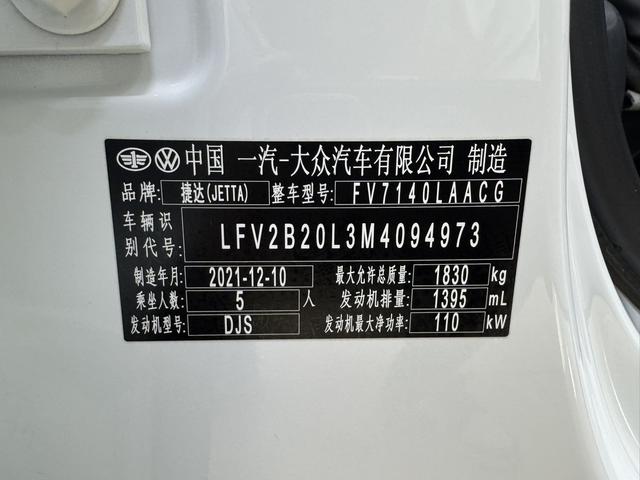 中国 一汽-大众汽车有限公司 制造
品牌: 捷达(JETTA) 整车型号: FV7140LAACG
车辆识别代号: LFV2B20L3M4094973
制造年月: 2021-12-10 最大允许总质量: 1830 kg
乘坐人数: 5 人 发动机排量: 1395 mL
发动机型号: DJS 发动机最大净功率: 110 kW